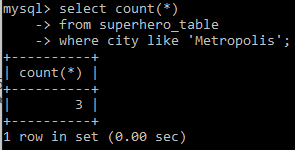 mysql> select count(*)
    -> from superhero_table
    -> where city like 'Metropolis';
+----------+
| count(*) |
+----------+
|        3 |
+----------+
1 row in set (0.00 sec)